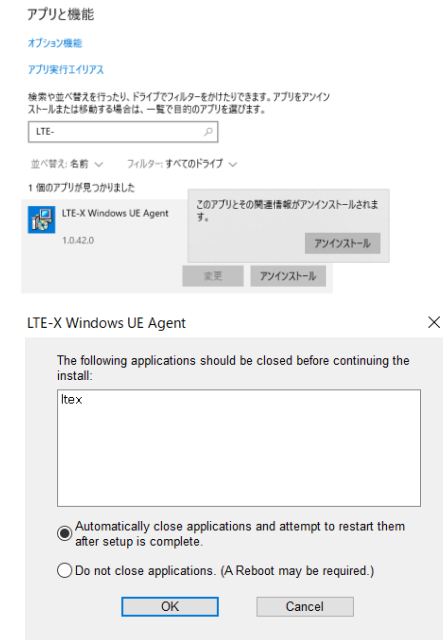 アプリと機能
オプション機能
アプリ実行エイリアス
検索や並べ替えを行ったり、ドライブでフィルターをかけたりできます。アプリをアンイン
ストールまたは移動する場合は、一覧で目的のアプリを選びます。
LTE-
並べ替え: 名前 フィルター: すべてのドライブ
1 個のアプリが見つかりました
このアプリとその関連情報がアンインストールされま
す。
アンインストール
LTE-X Windows UE Agent
1.0.42.0
変更 アンインストール
LTE-X Windows UE Agent
The following applications should be closed before continuing the
install:
ltex
Automatically close applications and attempt to restart them
after setup is complete.
Do not close applications. (A Reboot may be required.)
OK Cancel